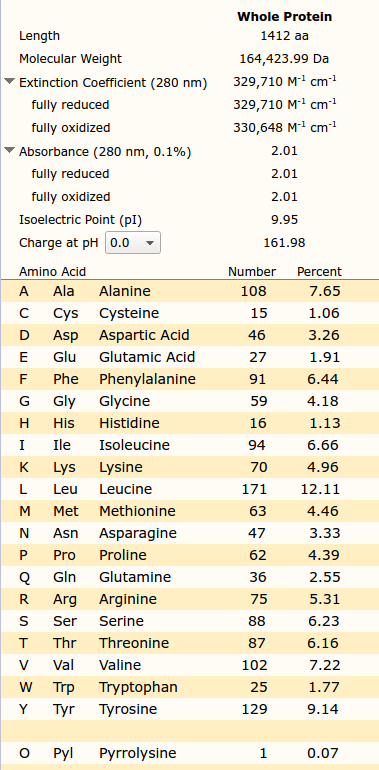 Whole Protein
Length 1412 aa
Molecular Weight 164,423.99 Da
Extinction Coefficient (280 nm) 329,710 M⁻¹ cm⁻¹
fully reduced 329,710 M⁻¹ cm⁻¹
fully oxidized 330,648 M⁻¹ cm⁻¹
Absorbance (280 nm, 0.1%) 2.01
fully reduced 2.01
fully oxidized 2.01
Isoelectric Point (pI) 9.95
Charge at pH 0.0 161.98
Amino Acid Number Percent
A Ala Alanine 108 7.65
C Cys Cysteine 15 1.06
D Asp Aspartic Acid 46 3.26
E Glu Glutamic Acid 27 1.91
F Phe Phenylalanine 91 6.44
G Gly Glycine 59 4.18
H His Histidine 16 1.13
I Ile Isoleucine 94 6.66
K Lys Lysine 70 4.96
L Leu Leucine 171 12.11
M Met Methionine 63 4.46
N Asn Asparagine 47 3.33
P Pro Proline 62 4.39
Q Gln Glutamine 36 2.55
R Arg Arginine 75 5.31
S Ser Serine 88 6.23
T Thr Threonine 87 6.16
V Val Valine 102 7.22
W Trp Tryptophan 25 1.77
Y Tyr Tyrosine 129 9.14
O Pyl Pyrrolysine 1 0.07